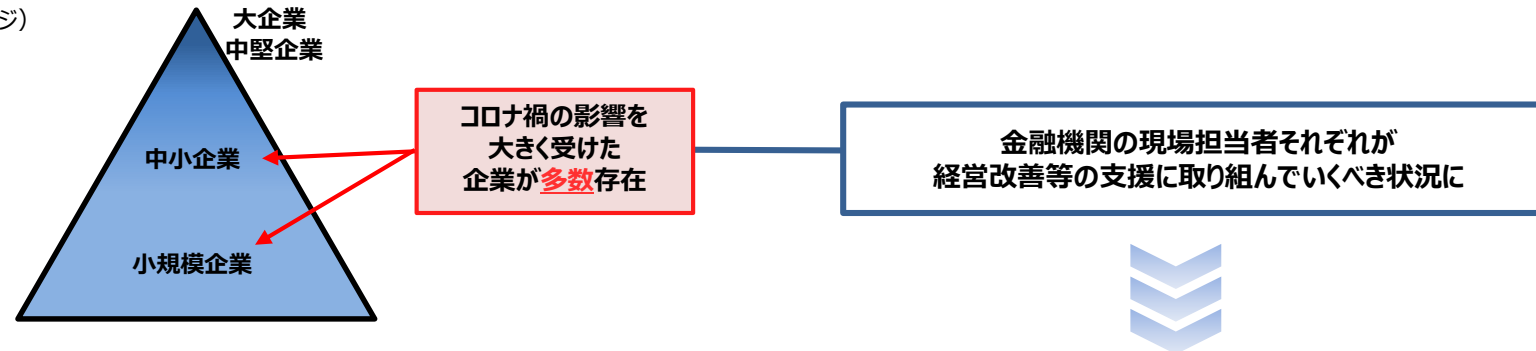 ジ）
大企業
中堅企業
中小企業
小規模企業
コロナ禍の影響を
大きく受けた
企業が多数存在
金融機関の現場担当者それぞれが
経営改善等の支援に取り組んでいくべき状況に